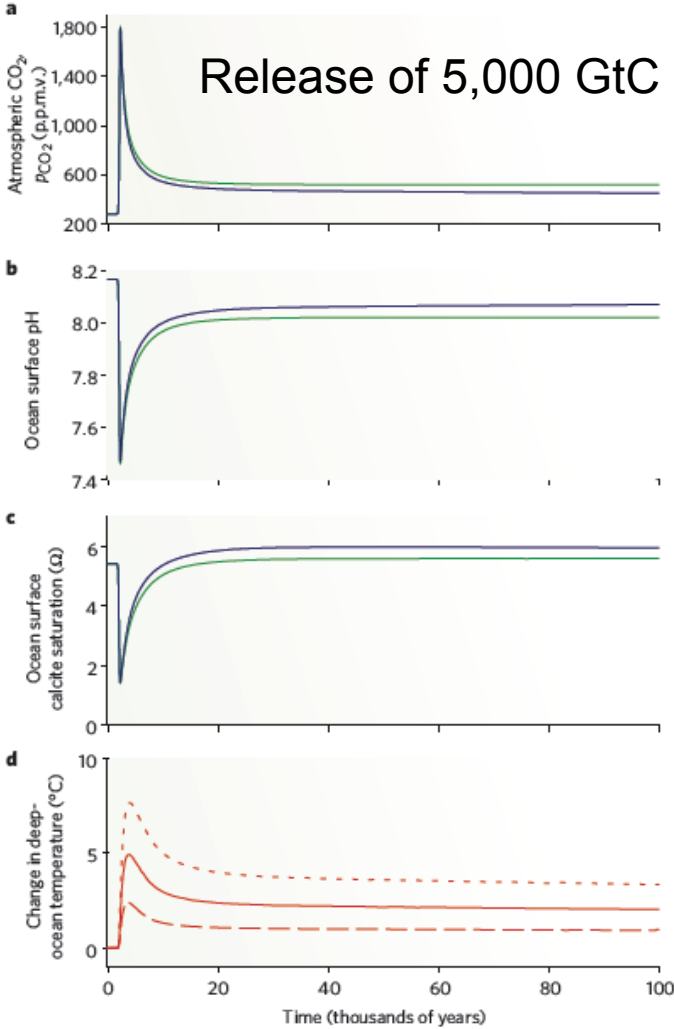 a
Release of 5,000 GtC
Atmospheric CO₂,
pCO₂ (p.p.m.v.)
1,800
1,400
1,000
600
200
b
Ocean surface pH
8.2
8.0
7.8
7.6
7.4
c
Ocean surface
calcite saturation (Ω)
6
4
2
0
d
Change in deep-
ocean temperature (°C)
10
5
0
0 20 40 60 80 100
Time (thousands of years)